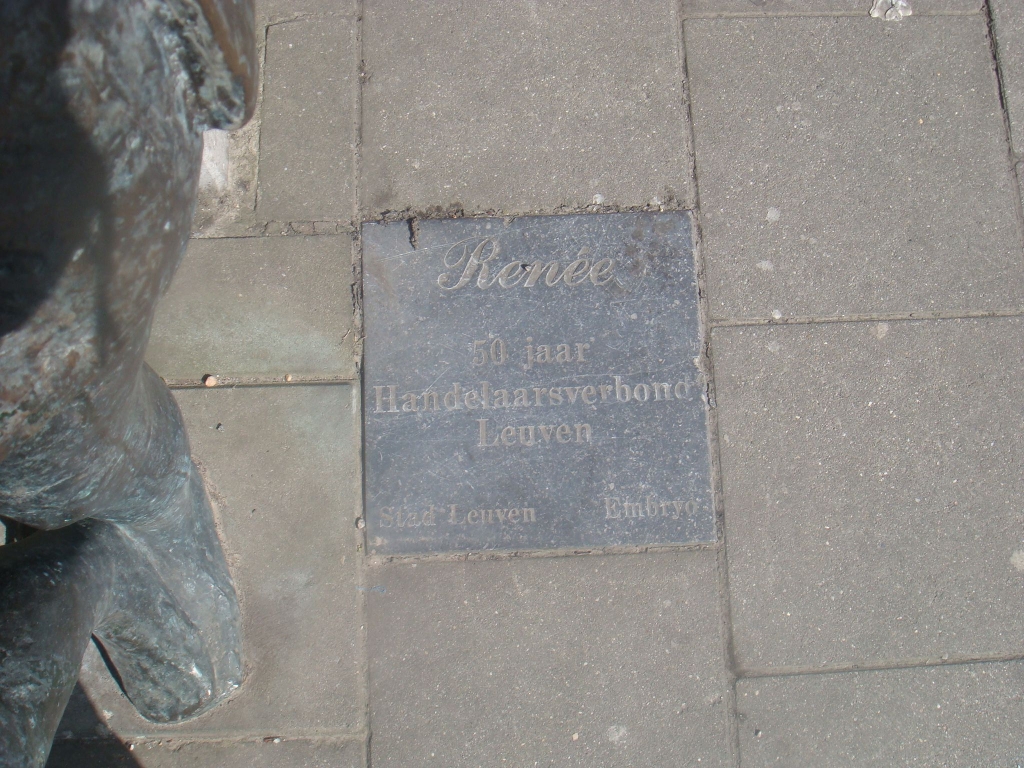 Renée
50 jaar
Handelaarsverbond
Leuven
Stad Leuven Embryo